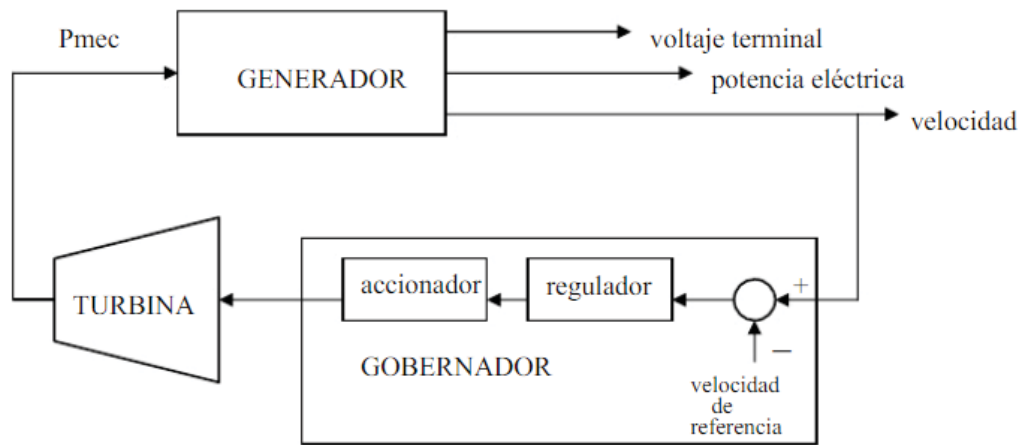 Pmec
GENERADOR
voltaje terminal
potencia eléctrica
velocidad
TURBINA
accionador
regulador
+
−
GOBERNADOR
velocidad
de
referencia